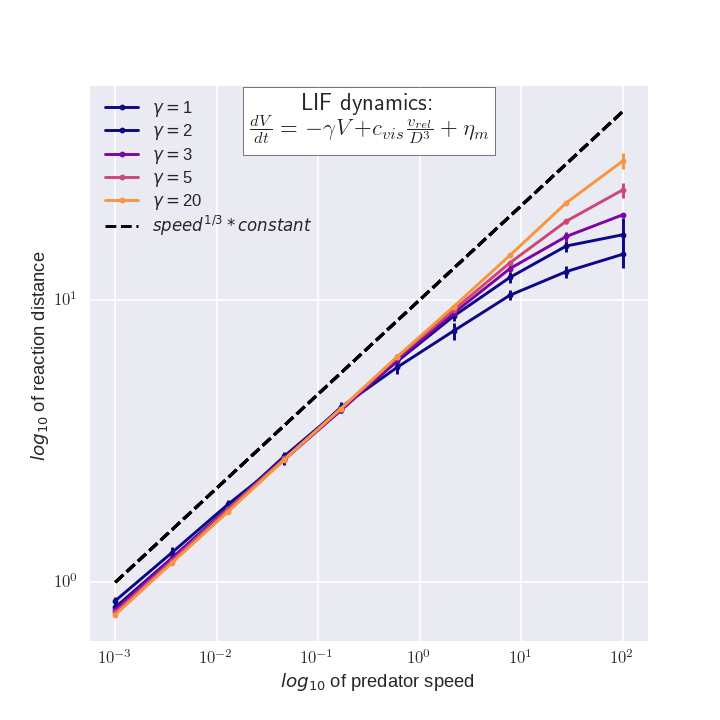 LIF dynamics:
dV/dt = −γV+c_vis v_rel/D³ + η_m
γ = 1
γ = 2
γ = 3
γ = 5
γ = 20
speed^1/3 * constant
log₁₀ of reaction distance
10¹
10⁰
10⁻³ 10⁻² 10⁻¹ 10⁰ 10¹ 10²
log₁₀ of predator speed